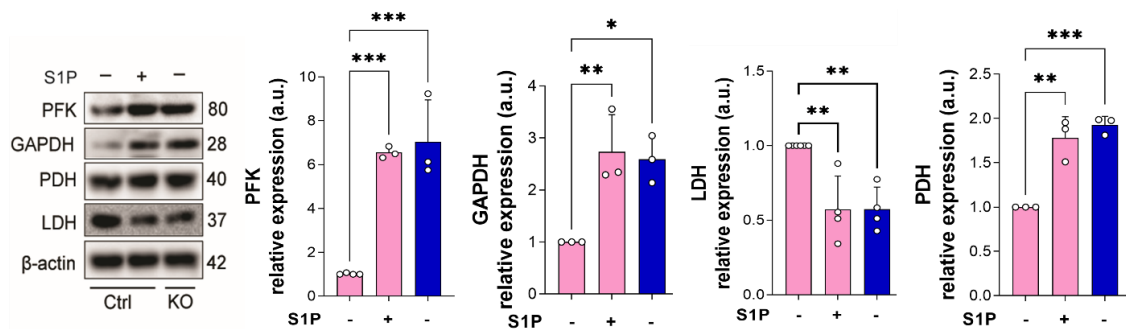 S1P – + –
PFK 80
GAPDH 28
PDH 40
LDH 37
β-actin 42
Ctrl KO
PFK
relative expression (a.u.)
10
8
6
4
2
0
***
***
S1P - + -
GAPDH
relative expression (a.u.)
4
3
2
1
0
*
**
S1P - + -
LDH
relative expression (a.u.)
1.5
1.0
0.5
0.0
**
**
S1P - + -
PDH
relative expression (a.u.)
2.5
2.0
1.5
1.0
0.5
0.0
***
**
S1P - + -